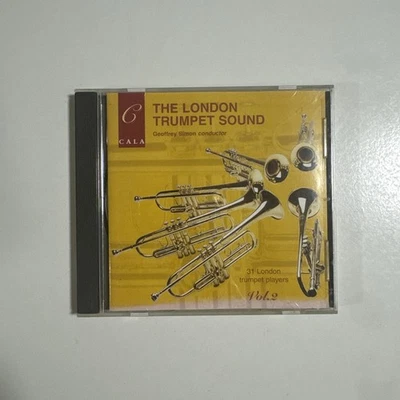 C
CALA
THE LONDON
TRUMPET SOUND
Geoffrey Simon conductor
31 London
trumpet players
Vol.2